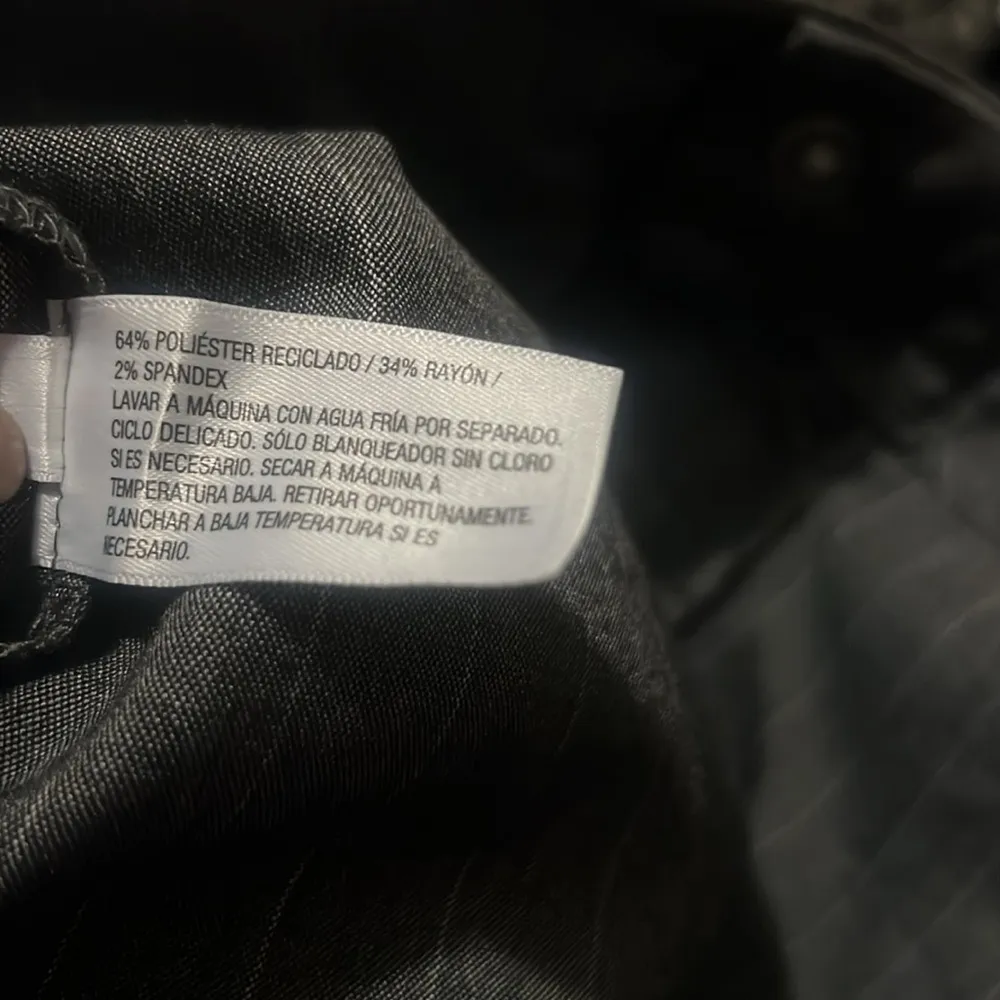 64% POLIÉSTER RECICLADO / 34% RAYÓN /
2% SPANDEX
LAVAR A MÁQUINA CON AGUA FRÍA POR SEPARADO.
CICLO DELICADO. SÓLO BLANQUEADOR SIN CLORO
SI ES NECESARIO. SECAR A MÁQUINA A
TEMPERATURA BAJA. RETIRAR OPORTUNAMENTE.
PLANCHAR A BAJA TEMPERATURA SI ES
NECESARIO.